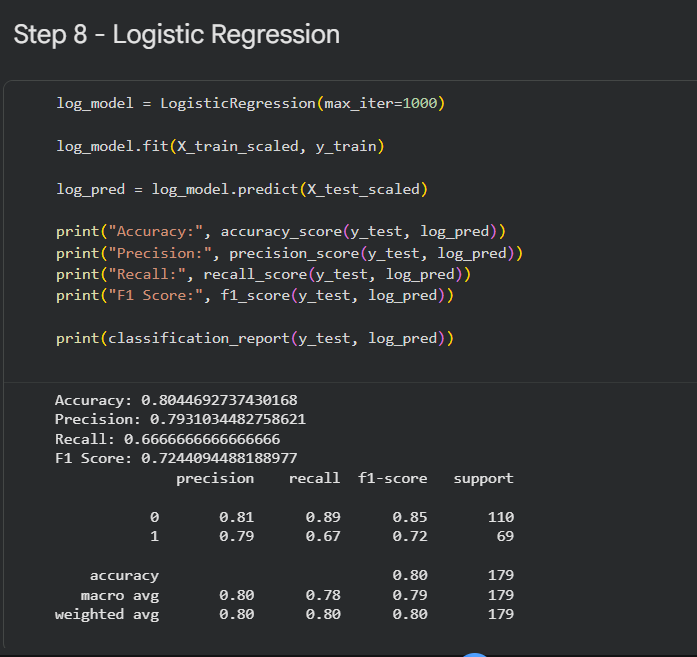 Step 8 - Logistic Regression
log_model = LogisticRegression(max_iter=1000)
log_model.fit(X_train_scaled, y_train)
log_pred = log_model.predict(X_test_scaled)
print("Accuracy:", accuracy_score(y_test, log_pred))
print("Precision:", precision_score(y_test, log_pred))
print("Recall:", recall_score(y_test, log_pred))
print("F1 Score:", f1_score(y_test, log_pred))
print(classification_report(y_test, log_pred))
Accuracy: 0.8044692737430168
Precision: 0.7931034482758621
Recall: 0.6666666666666666
F1 Score: 0.7244094488188977
precision recall f1-score support
0 0.81 0.89 0.85 110
1 0.79 0.67 0.72 69
accuracy 0.80 179
macro avg 0.80 0.78 0.79 179
weighted avg 0.80 0.80 0.80 179